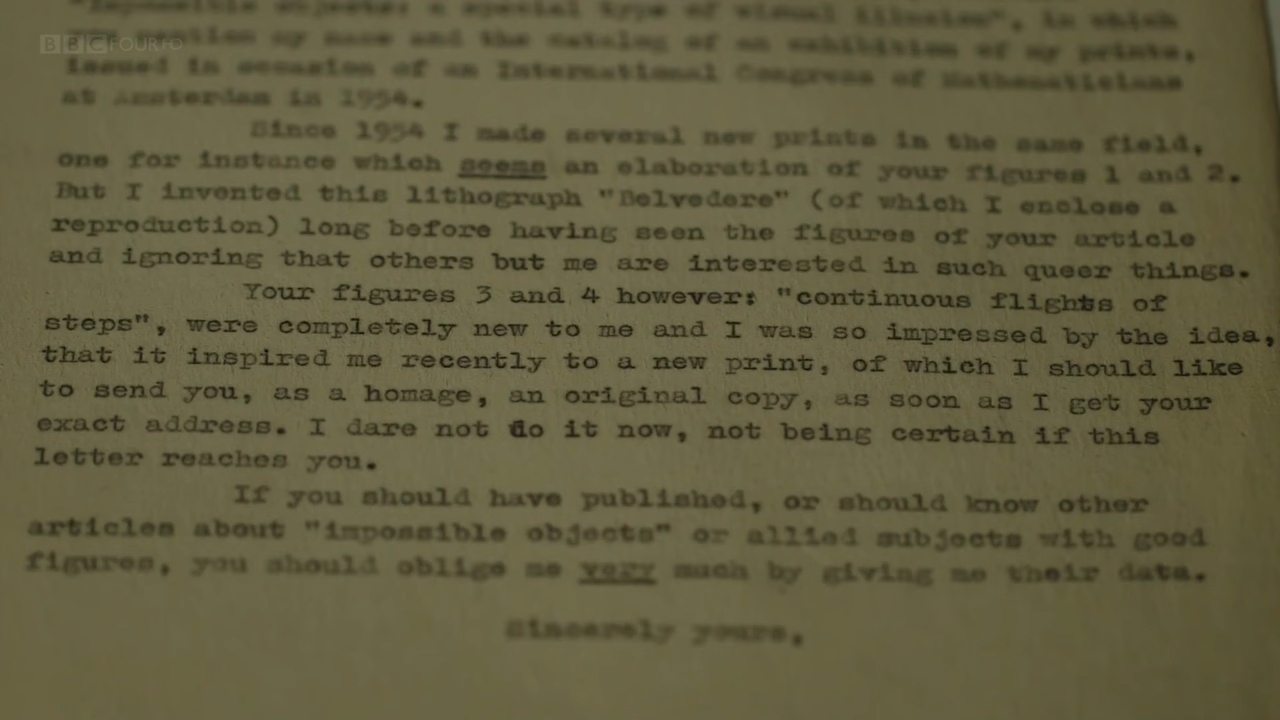 "Impossible objects: a special type of visual illusion", in which
BBC FOUR HD
my name and the catalog of an exhibition of my prints,
issued in occasion of an International Congress of Mathematicians
at Amsterdam in 1954.
Since 1954 I made several new prints in the same field,
one for instance which seems an elaboration of your figures 1 and 2.
But I invented this lithograph "Belvedere" (of which I enclose a
reproduction) long before having seen the figures of your article
and ignoring that others but me are interested in such queer things.
Your figures 3 and 4 however: "continuous flights of
steps", were completely new to me and I was so impressed by the idea,
that it inspired me recently to a new print, of which I should like
to send you, as a homage, an original copy, as soon as I get your
exact address. I dare not do it now, not being certain if this
letter reaches you.
If you should have published, or should know other
articles about "impossible objects" or allied subjects with good
figures, you should oblige me very much by giving me their data.
Sincerely yours,